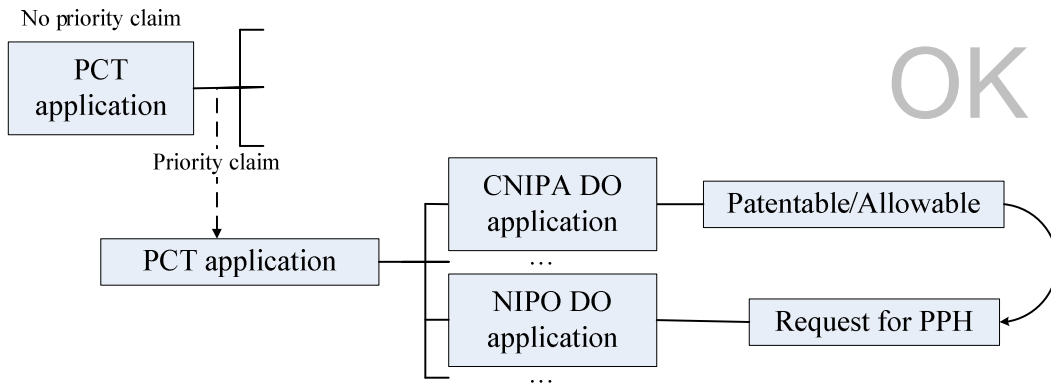 No priority claim
PCT
application
OK
Priority claim
CNIPA DO
application
Patentable/Allowable
…
PCT application
NIPO DO
application
Request for PPH
…